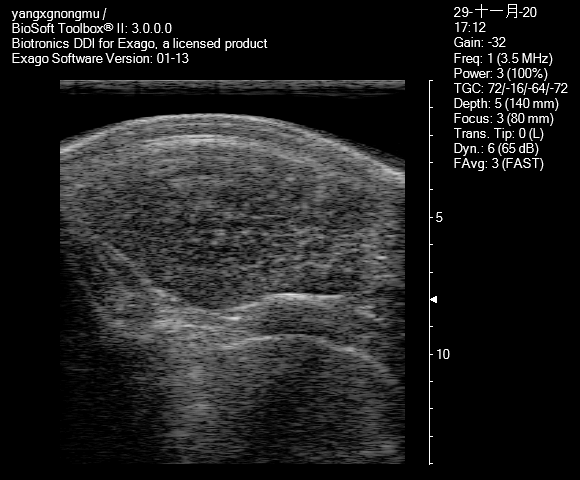 yangxgnongmu /
BioSoft Toolbox® II: 3.0.0.0
Biotronics DDI for Exago, a licensed product
Exago Software Version: 01-13
29-十一月-20
17:12
Gain: -32
Freq: 1 (3.5 MHz)
Power: 3 (100%)
TGC: 72/-16/-64/-72
Depth: 5 (140 mm)
Focus: 3 (80 mm)
Trans. Tip: 0 (L)
Dyn.: 6 (65 dB)
FAvg: 3 (FAST)
5
10